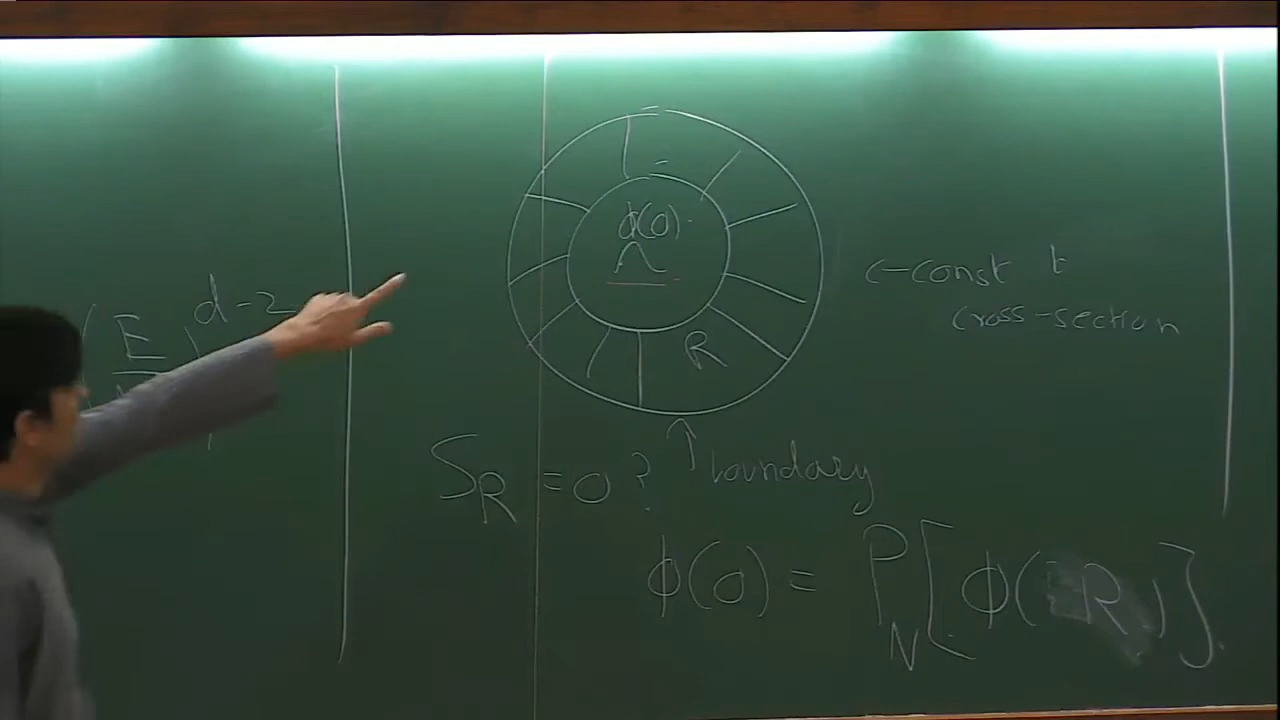 E
d-2
ϕ(0)
R
←const t
cross-section
S_R = 0 ?
↑ boundary
ϕ(0) = P_N [ϕ(R)].